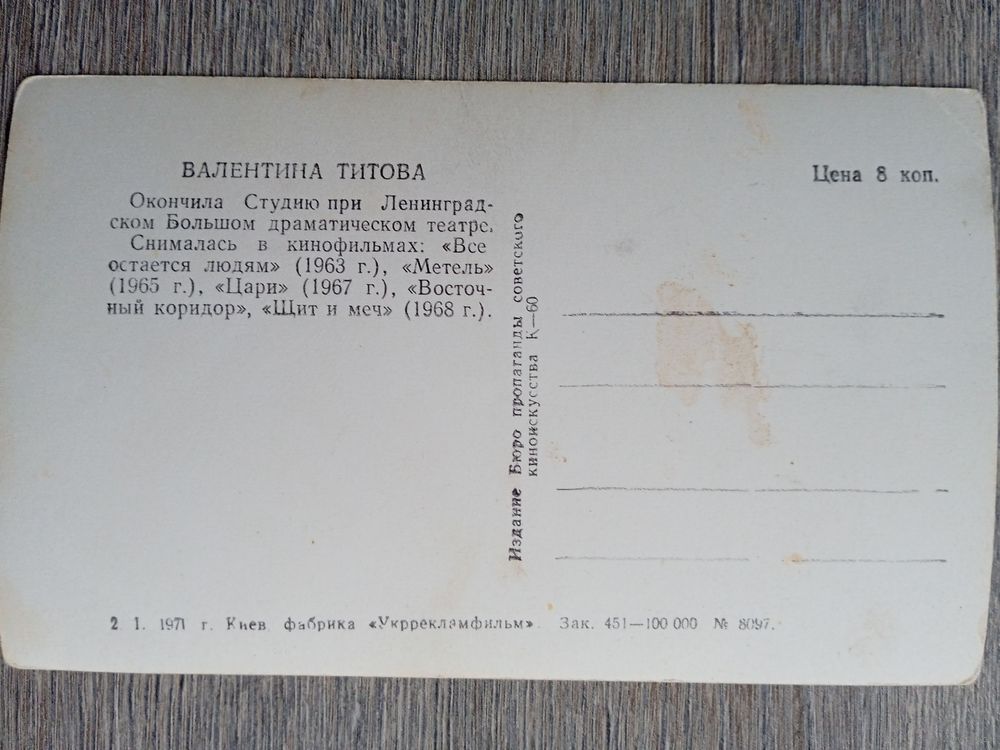 ВАЛЕНТИНА ТИТОВА
Окончила Студию при Ленинград-
ском Большом драматическом театре.
Снималась в кинофильмах: «Все
остается людям» (1963 г.), «Метель»
(1965 г.), «Цари» (1967 г.), «Восточ-
ный коридор», «Щит и меч» (1968 г.).
Издание Бюро пропаганды советского
киноискусства К—60
Цена 8 коп.
2. I. 1971 г. Киев фабрика «Укррекламфильм». Зак. 451—100 000 № 8097.